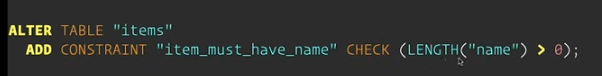 ALTER TABLE "items"
ADD CONSTRAINT "item_must_have_name" CHECK (LENGTH("name") > 0);